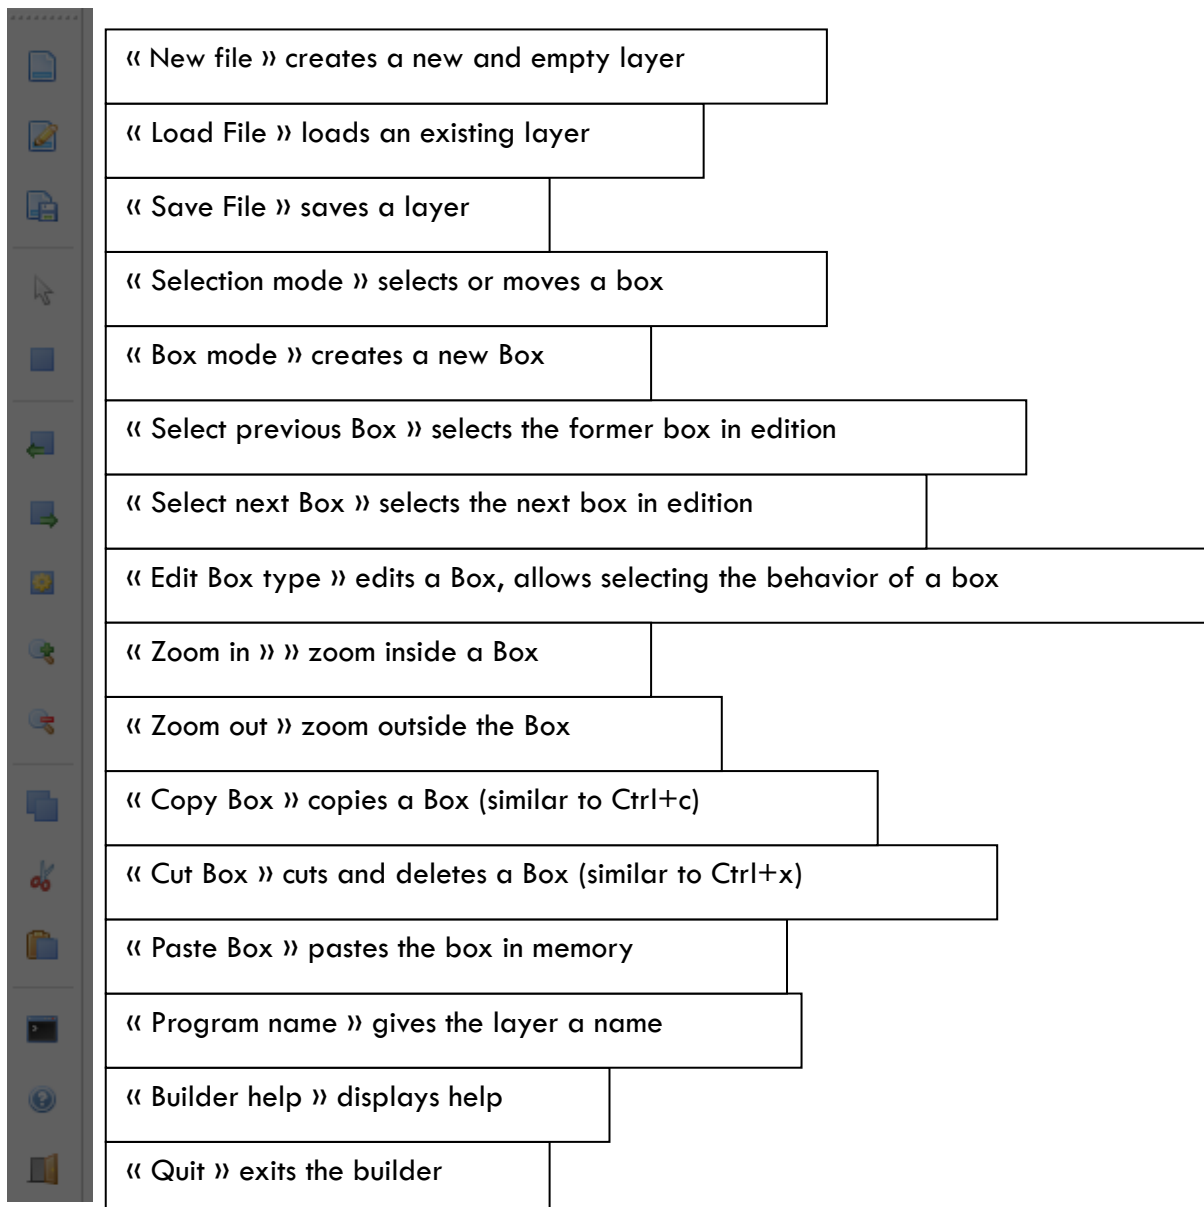 « New file » creates a new and empty layer
« Load File » loads an existing layer
« Save File » saves a layer
« Selection mode » selects or moves a box
« Box mode » creates a new Box
« Select previous Box » selects the former box in edition
« Select next Box » selects the next box in edition
« Edit Box type » edits a Box, allows selecting the behavior of a box
« Zoom in » » zoom inside a Box
« Zoom out » zoom outside the Box
« Copy Box » copies a Box (similar to Ctrl+c)
« Cut Box » cuts and deletes a Box (similar to Ctrl+x)
« Paste Box » pastes the box in memory
« Program name » gives the layer a name
« Builder help » displays help
« Quit » exits the builder